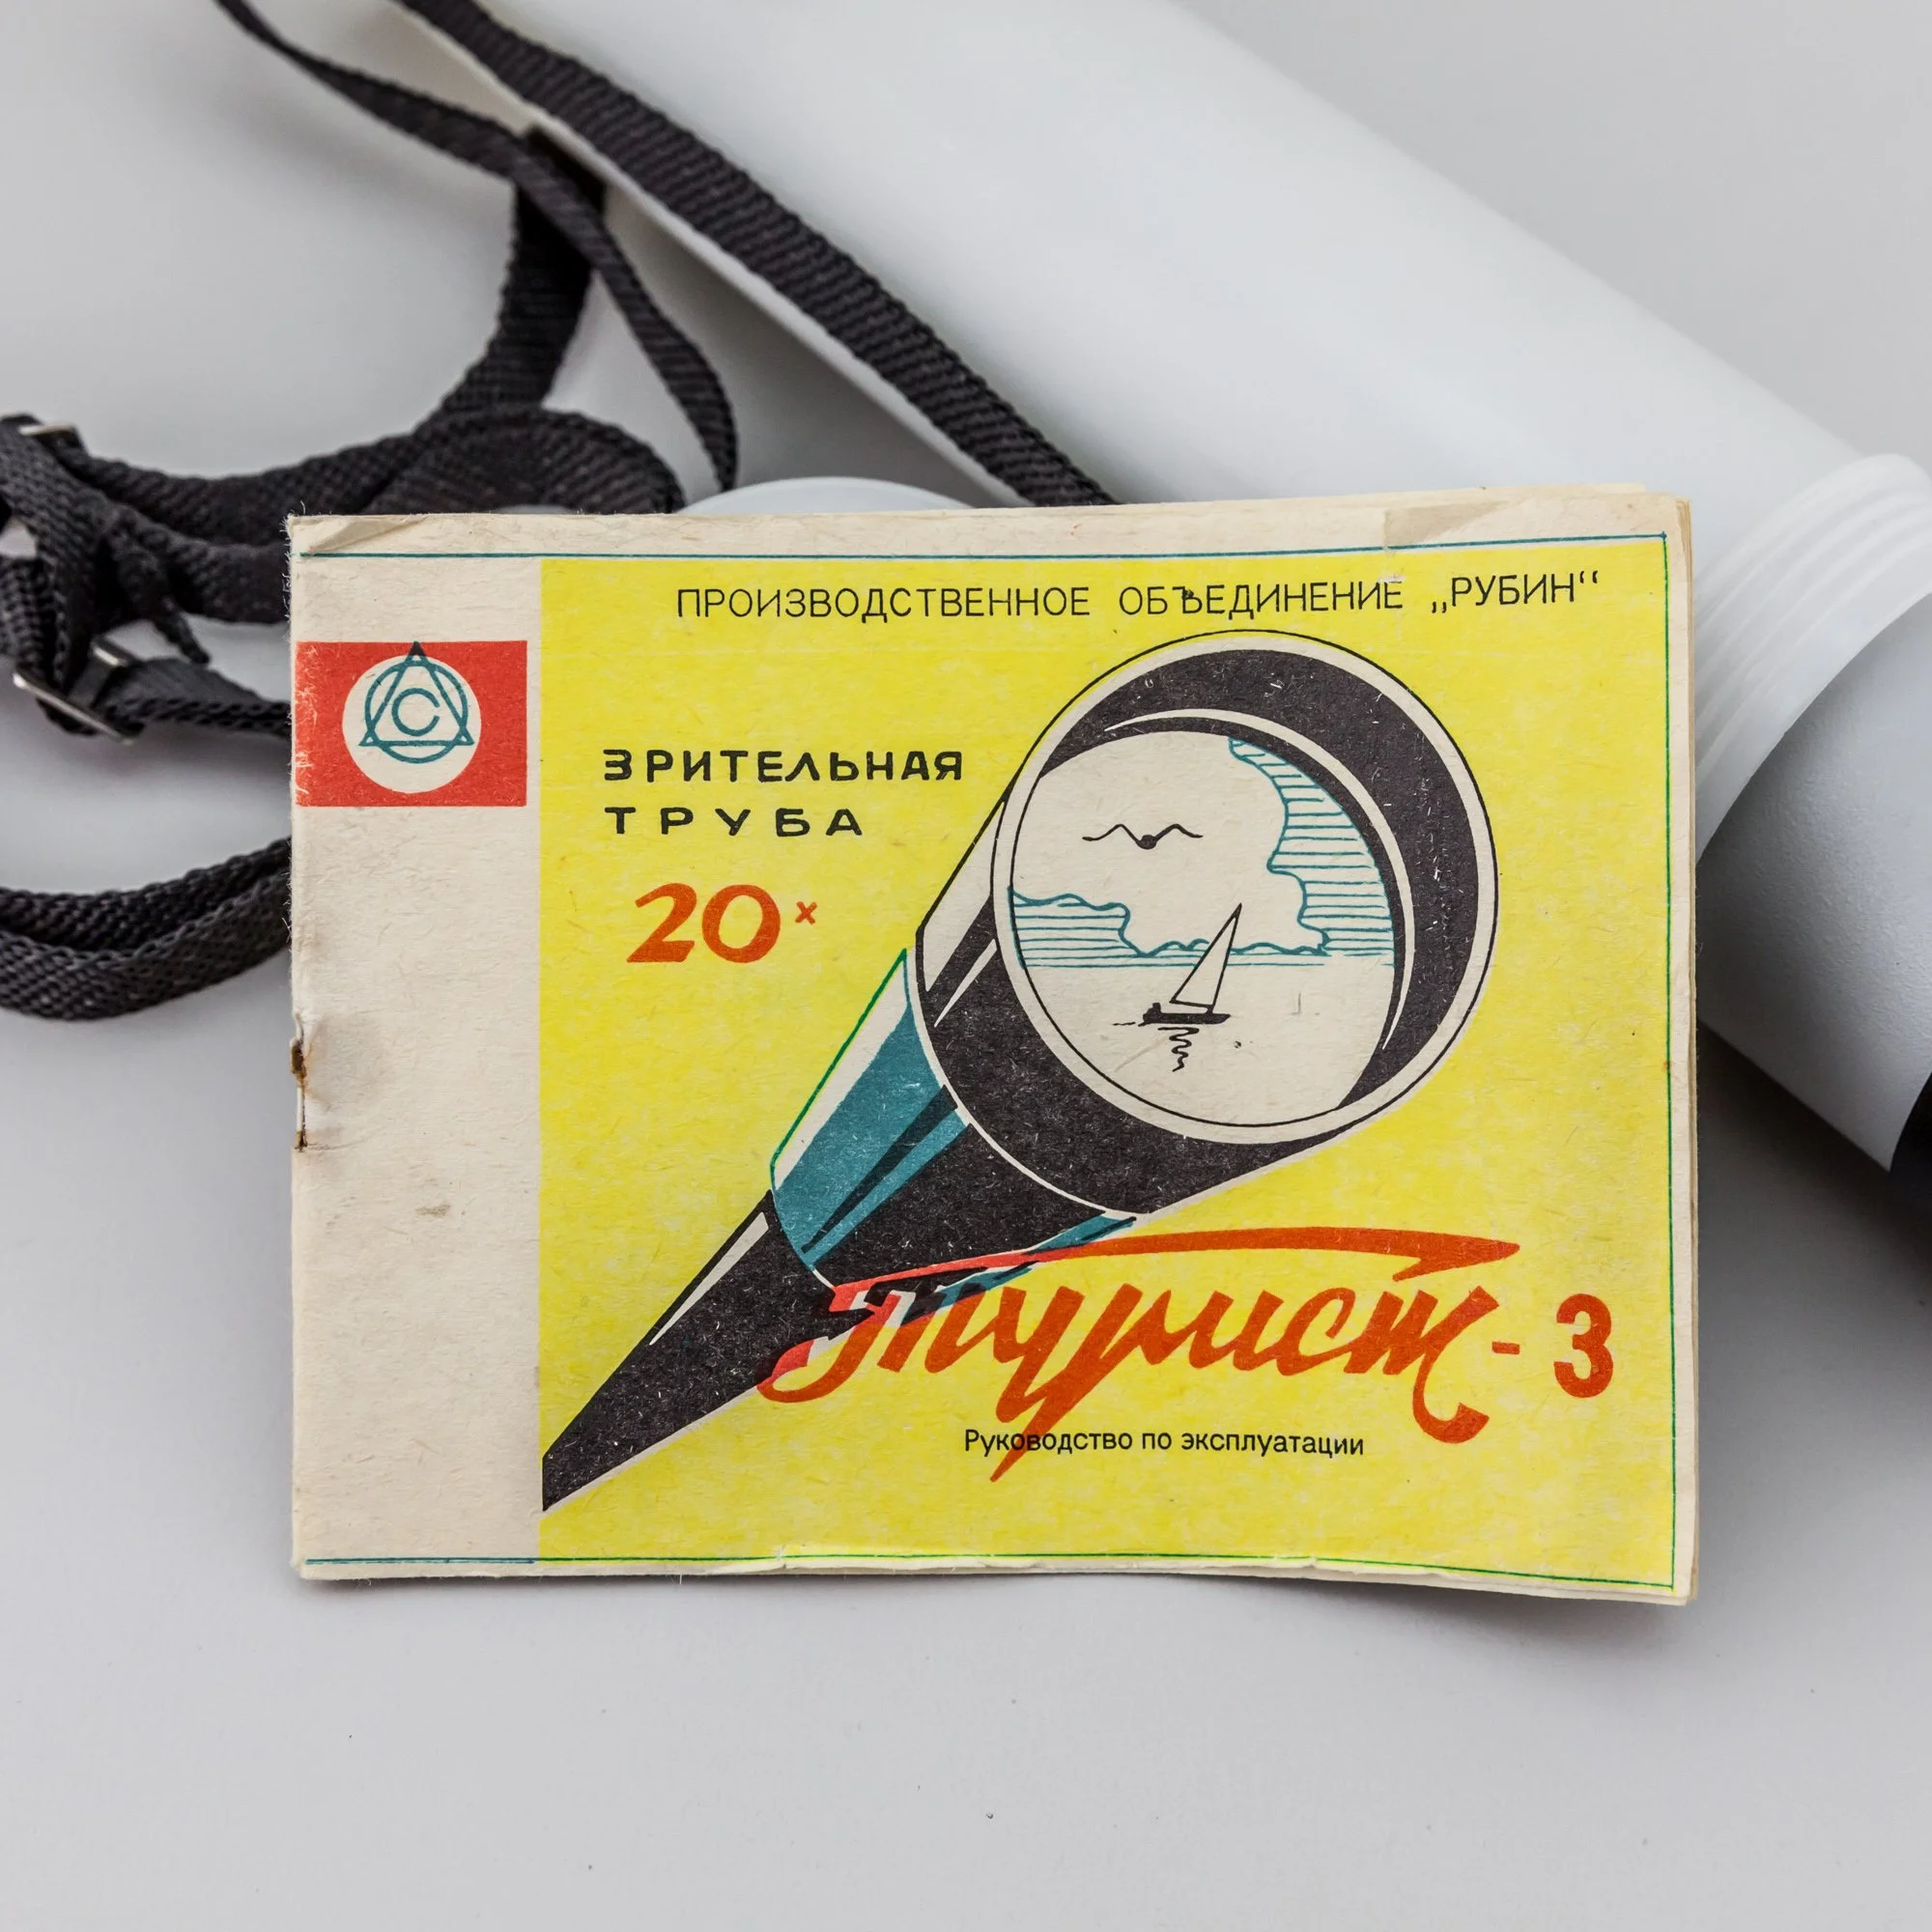 ПРОИЗВОДСТВЕННОЕ ОБЪЕДИНЕНИЕ „РУБИН“
С
ЗРИТЕЛЬНАЯ
ТРУБА
20ˣ
Турист-3
Руководство по эксплуатации